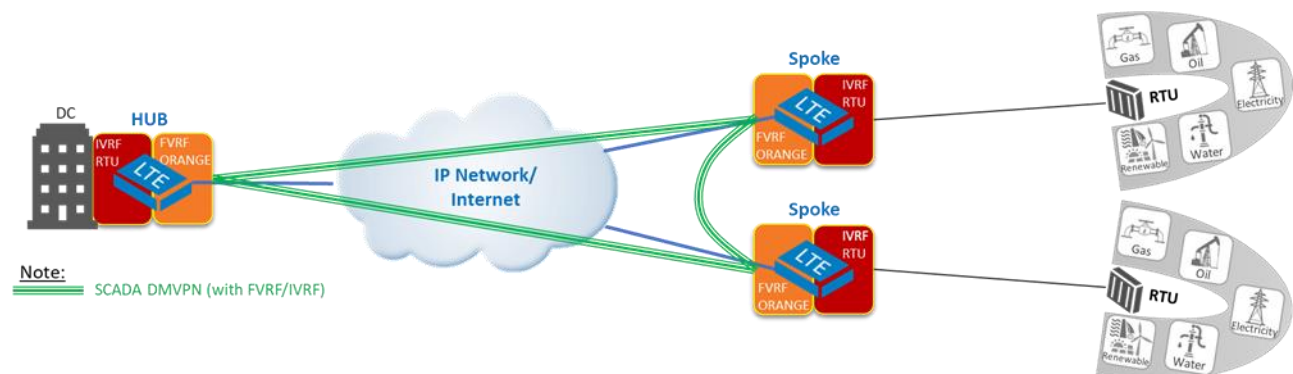 DC
HUB
IVRF
RTU
FVRF
ORANGE
LTE
IP Network/
Internet
Spoke
FVRF
ORANGE
LTE
IVRF
RTU
Spoke
FVRF
ORANGE
LTE
IVRF
RTU
Gas
Oil
Electricity
RTU
Renewable
Water
Gas
Oil
Electricity
RTU
Renewable
Water
Note:
SCADA DMVPN (with FVRF/IVRF)